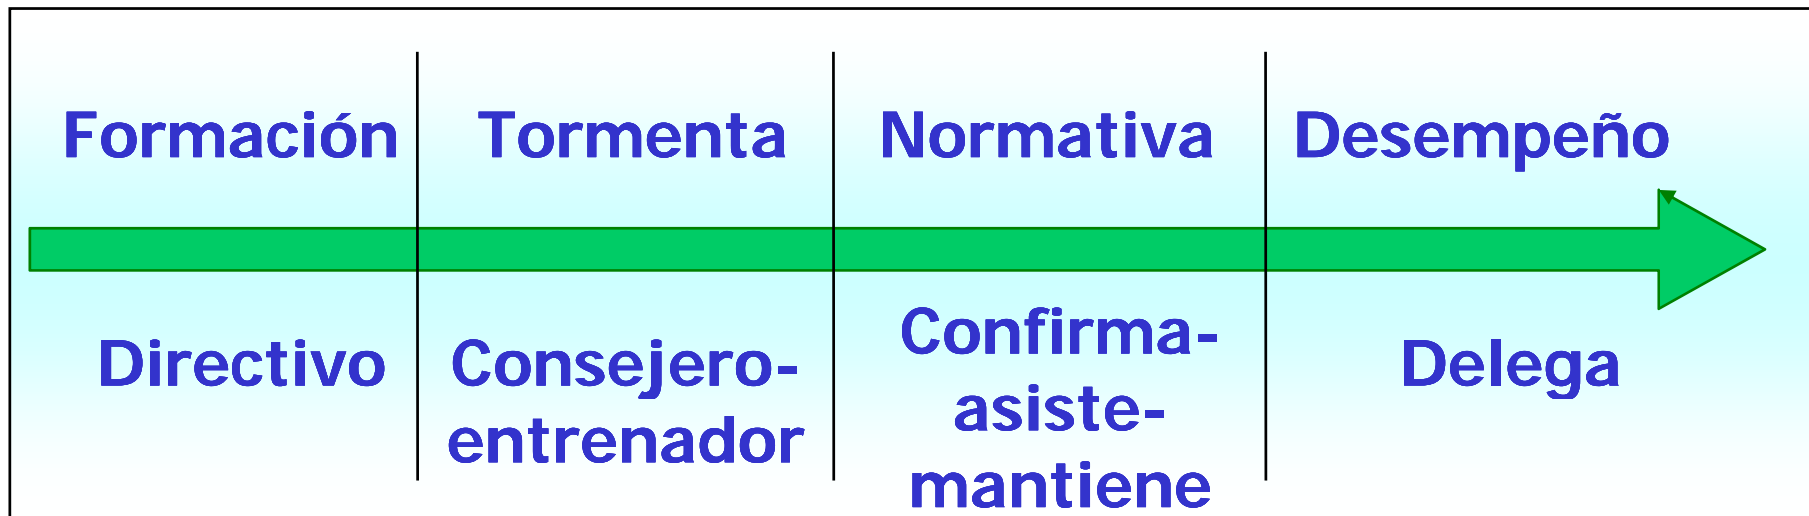 Formación
Tormenta
Normativa
Desempeño
Directivo
Consejero-
entrenador
Confirma-
asiste-
mantiene
Delega